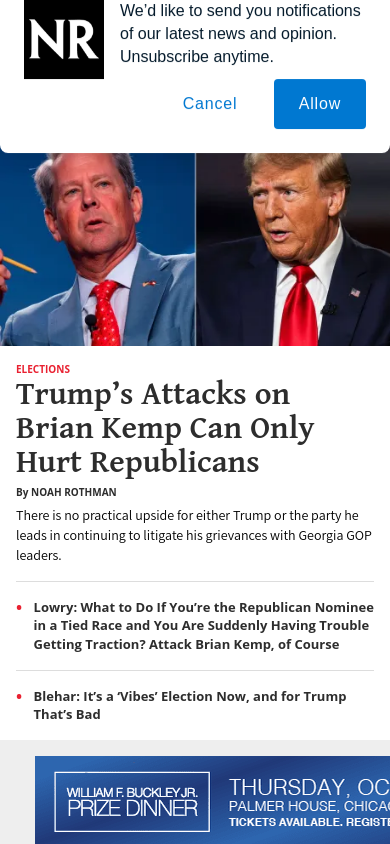 NR
We’d like to send you notifications
of our latest news and opinion.
Unsubscribe anytime.
Cancel
Allow
ELECTIONS
Trump’s Attacks on
Brian Kemp Can Only
Hurt Republicans
By NOAH ROTHMAN
There is no practical upside for either Trump or the party he
leads in continuing to litigate his grievances with Georgia GOP
leaders.
Lowry: What to Do If You’re the Republican Nominee
in a Tied Race and You Are Suddenly Having Trouble
Getting Traction? Attack Brian Kemp, of Course
Blehar: It’s a ‘Vibes’ Election Now, and for Trump
That’s Bad
WILLIAM F. BUCKLEY JR.
PRIZE DINNER
THURSDAY, OC
PALMER HOUSE, CHICA
TICKETS AVAILABLE. REGISTE